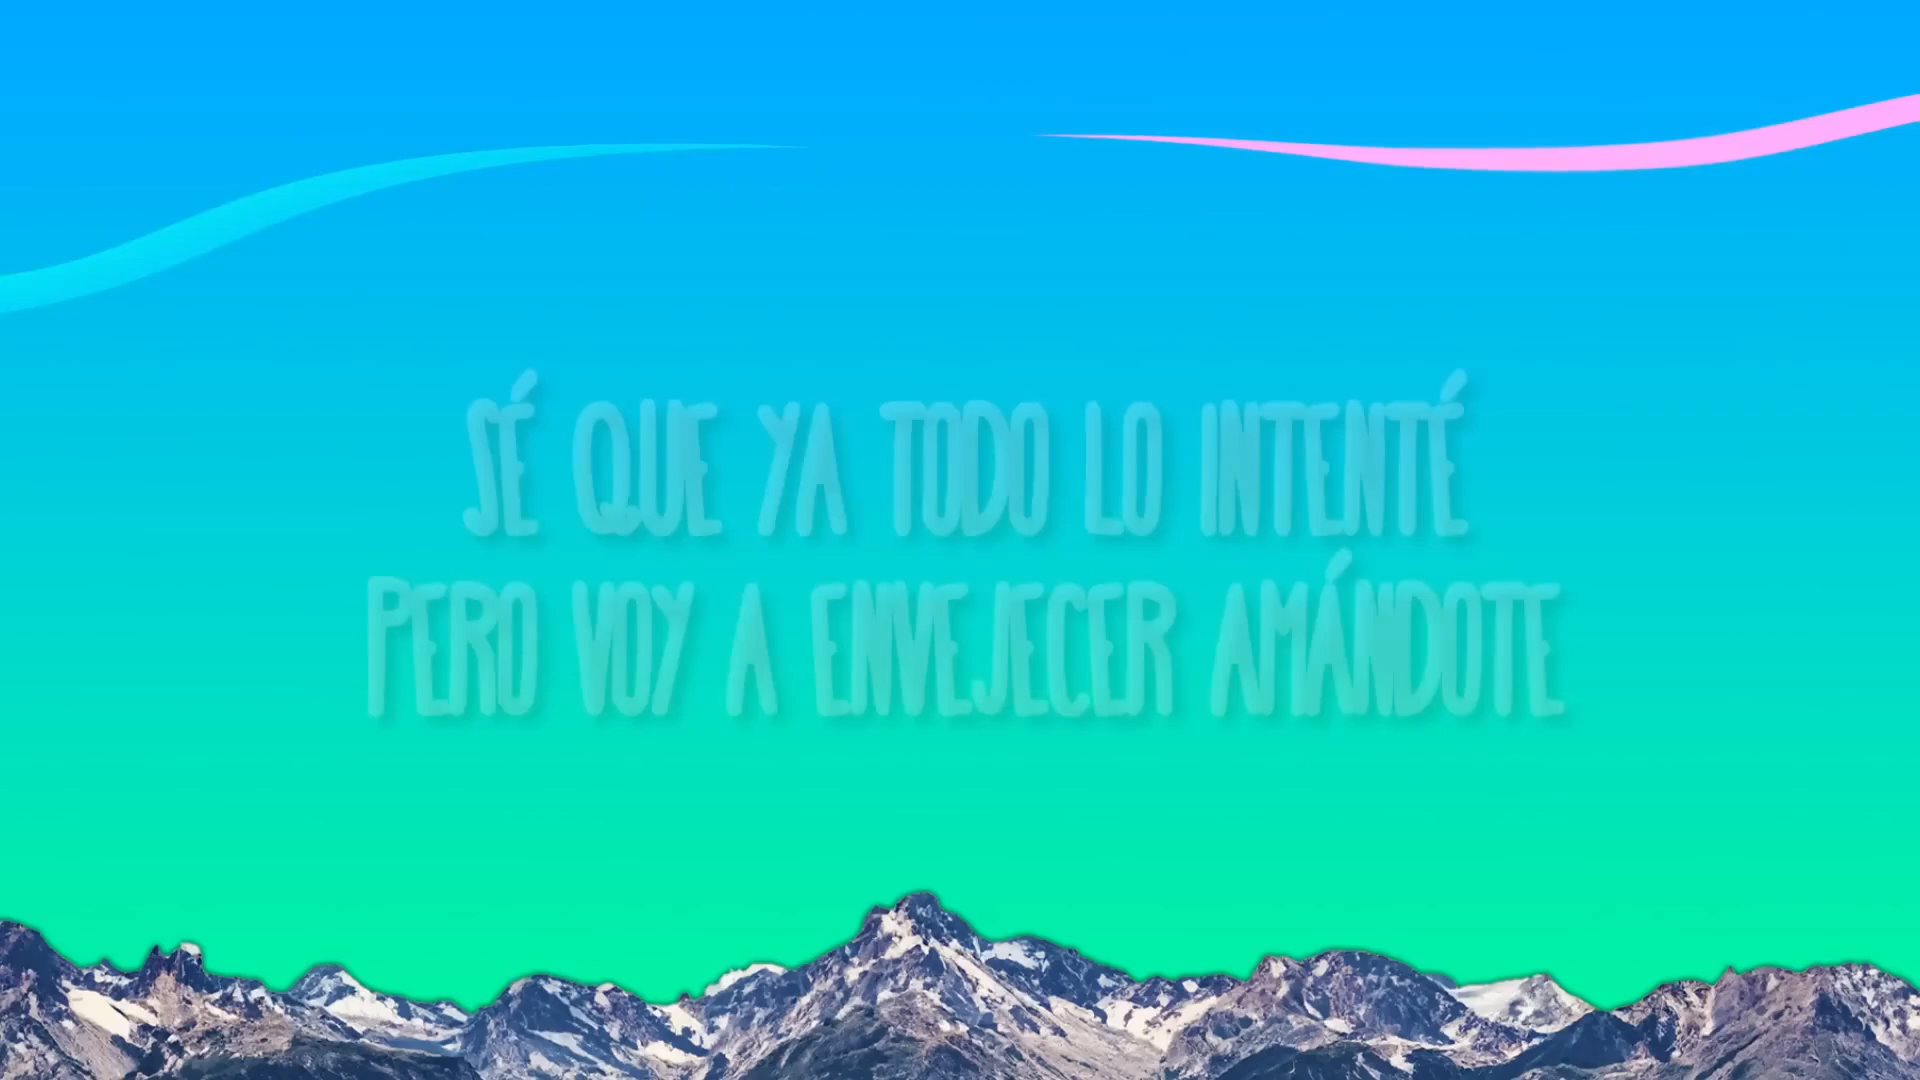 SÉ QUE YA TODO LO INTENTÉ
PERO VOY A ENVEJECER AMÁNDOTE